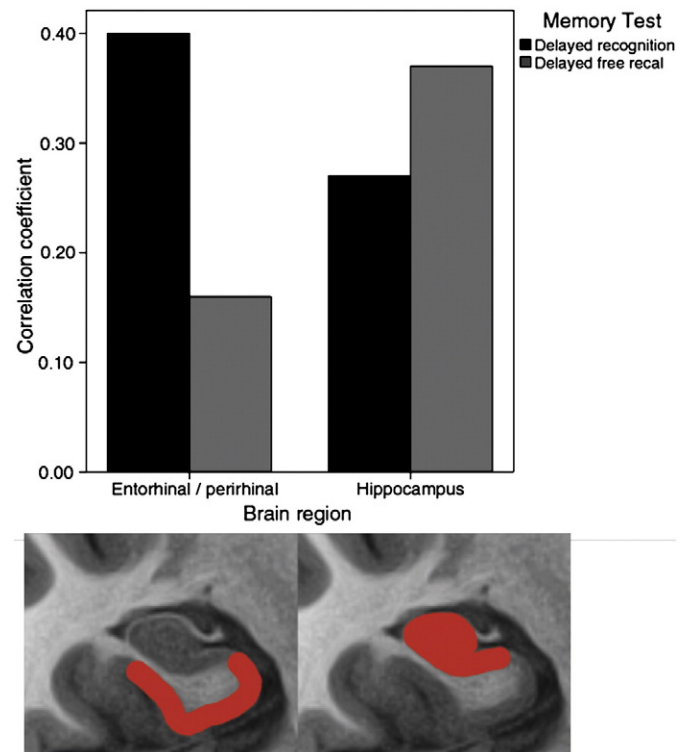 Memory Test
Delayed recognition
Delayed free recal
Correlation coefficient
0.40
0.30
0.20
0.10
0.00
Entorhinal / perirhinal
Hippocampus
Brain region